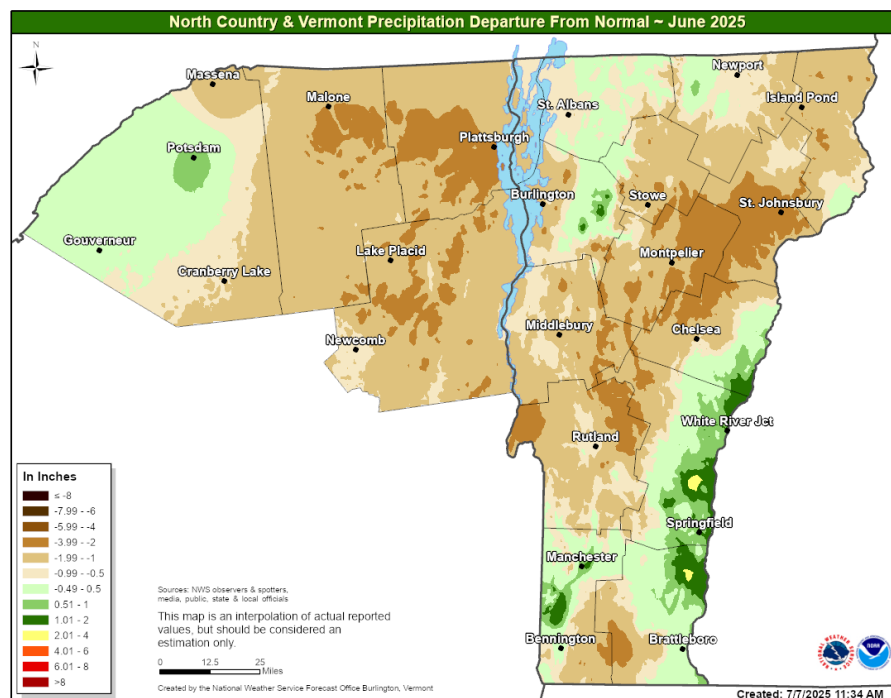 North Country & Vermont Precipitation Departure From Normal ~ June 2025
N
Massena
Malone
Newport
Island Pond
St. Albans
Plattsburgh
Potsdam
Burlington
Stowe
St. Johnsbury
Gouverneur
Lake Placid
Montpelier
Cranberry Lake
Middlebury
Chelsea
Newcomb
White River Jct
Rutland
Springfield
Manchester
Bennington
Brattleboro
In Inches
≤ -8
-7.99 - -6
-5.99 - -4
-3.99 - -2
-1.99 - -1
-0.99 - -0.5
-0.49 - 0.5
0.51 - 1
1.01 - 2
2.01 - 4
4.01 - 6
6.01 - 8
>8
Sources: NWS observers & spotters,
media, public, state & local officials
This map is an interpolation of actual reported
values, but should be considered an
estimation only.
0 12.5 25
Miles
Created by the National Weather Service Forecast Office Burlington, Vermont
NOAA
Created: 7/7/2025 11:34 AM